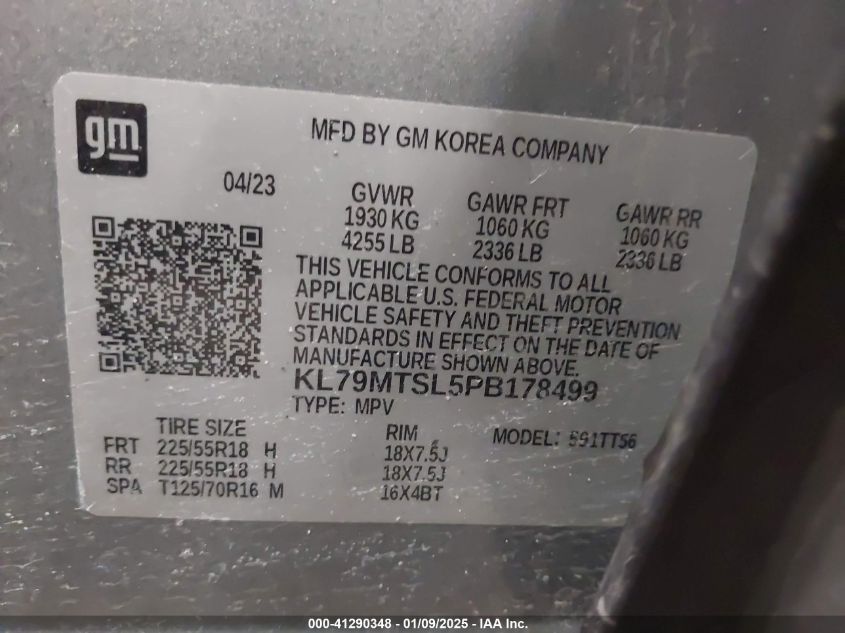 gm
MFD BY GM KOREA COMPANY
04/23
GVWR GAWR FRT GAWR RR
1930 KG 1060 KG 1060 KG
4255 LB 2336 LB 2336 LB
THIS VEHICLE CONFORMS TO ALL
APPLICABLE U.S. FEDERAL MOTOR
VEHICLE SAFETY AND THEFT PREVENTION
STANDARDS IN EFFECT ON THE DATE OF
MANUFACTURE SHOWN ABOVE.
KL79MTSL5PB178499
TYPE: MPV
TIRE SIZE RIM MODEL:
FRT 225/55R18 H 18X7.5J
RR 225/55R18 H 18X7.5J
SPA T125/70R16 M 16X4BT
000-41290348 - 01/09/2025 - IAA Inc.